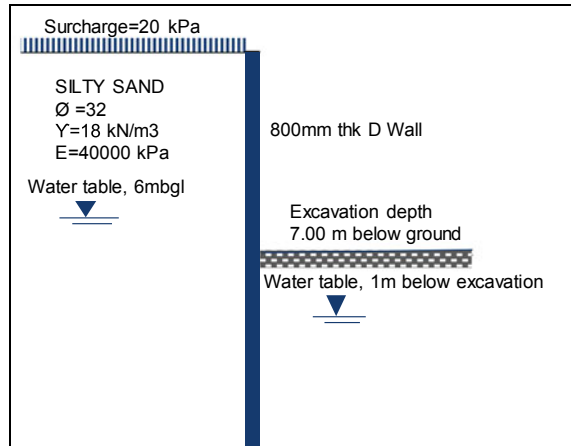 Surcharge=20 kPa
SILTY SAND
Ø =32
ϒ=18 kN/m3
E=40000 kPa
800mm thk D Wall
Water table, 6mbgl
Excavation depth
7.00 m below ground
Water table, 1m below excavation